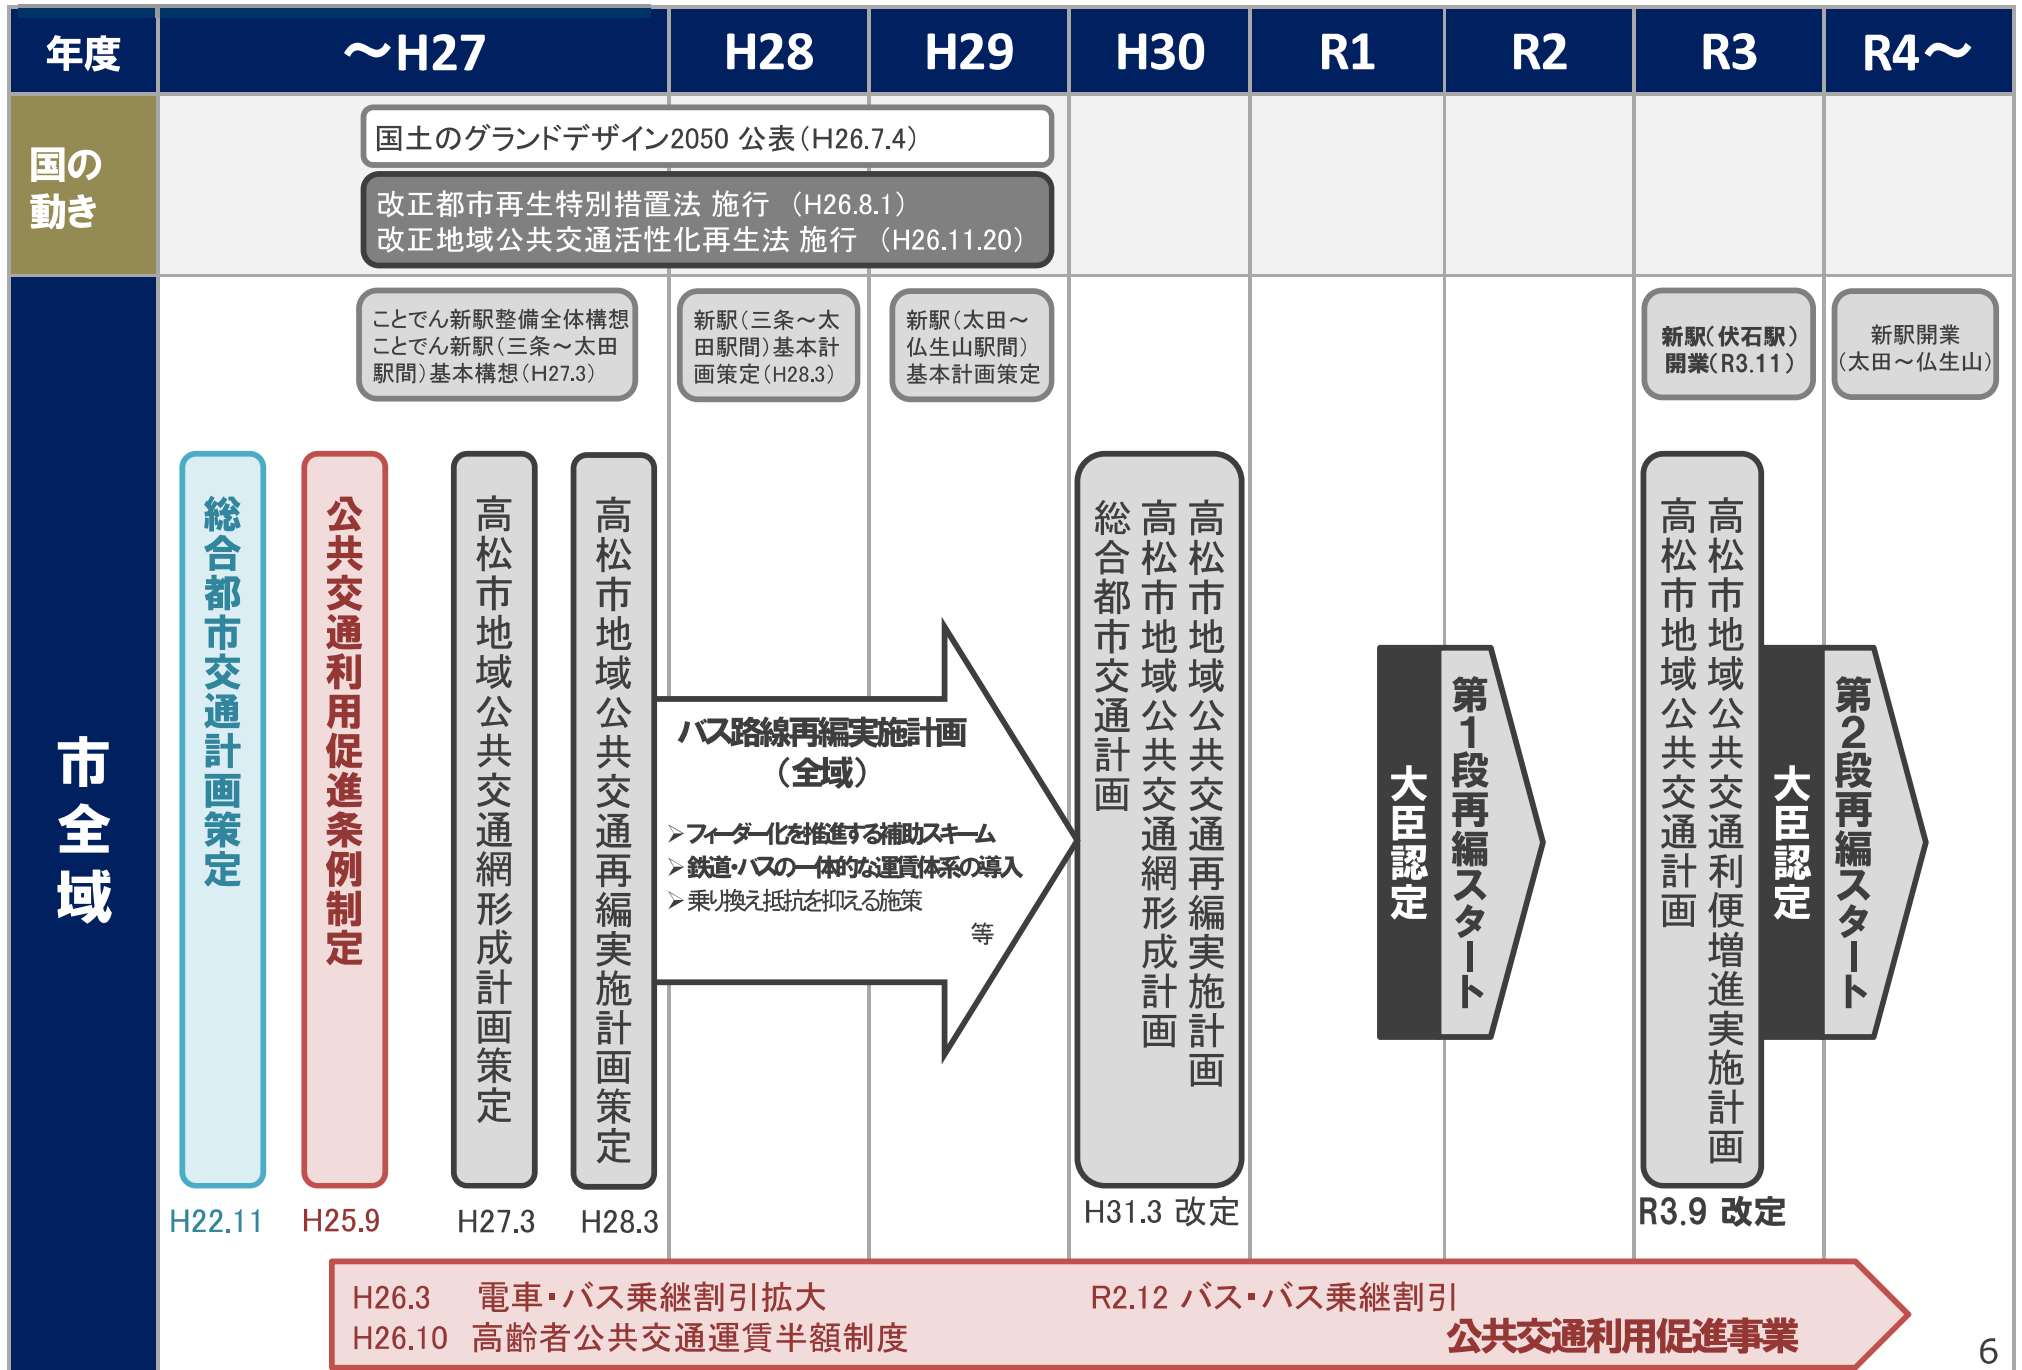 年度
～H27
H28
H29
H30
R1
R2
R3
R4～
国の
動き
国土のグランドデザイン2050 公表（H26.7.4）
改正都市再生特別措置法 施行 （H26.8.1）
改正地域公共交通活性化再生法 施行 （H26.11.20）
市全域
ことでん新駅整備全体構想
ことでん新駅（三条～太田
駅間）基本構想（H27.3）
新駅（三条～太
田駅間）基本計
画策定（H28.3）
新駅（太田～
仏生山駅間）
基本計画策定
新駅（伏石駅）
開業（R3.11）
新駅開業
（太田～仏生山）
総合都市交通計画策定
H22.11
公共交通利用促進条例制定
H25.9
高松市地域公共交通網形成計画策定
H27.3
高松市地域公共交通再編実施計画策定
H28.3
バス路線再編実施計画
（全域）
➢フィーダー化を推進する補助スキーム
➢鉄道・バスの一体的な運賃体系の導入
➢乗り換え抵抗を抑える施策
等
高松市地域公共交通再編実施計画
高松市地域公共交通網形成計画
総合都市交通計画
H31.3 改定
大臣認定
第1段再編スタート
高松市地域公共交通利便増進実施計画
高松市地域公共交通計画
R3.9 改定
大臣認定
第2段再編スタート
H26.3 電車・バス乗継割引拡大
R2.12 バス・バス乗継割引
H26.10 高齢者公共交通運賃半額制度
公共交通利用促進事業
6